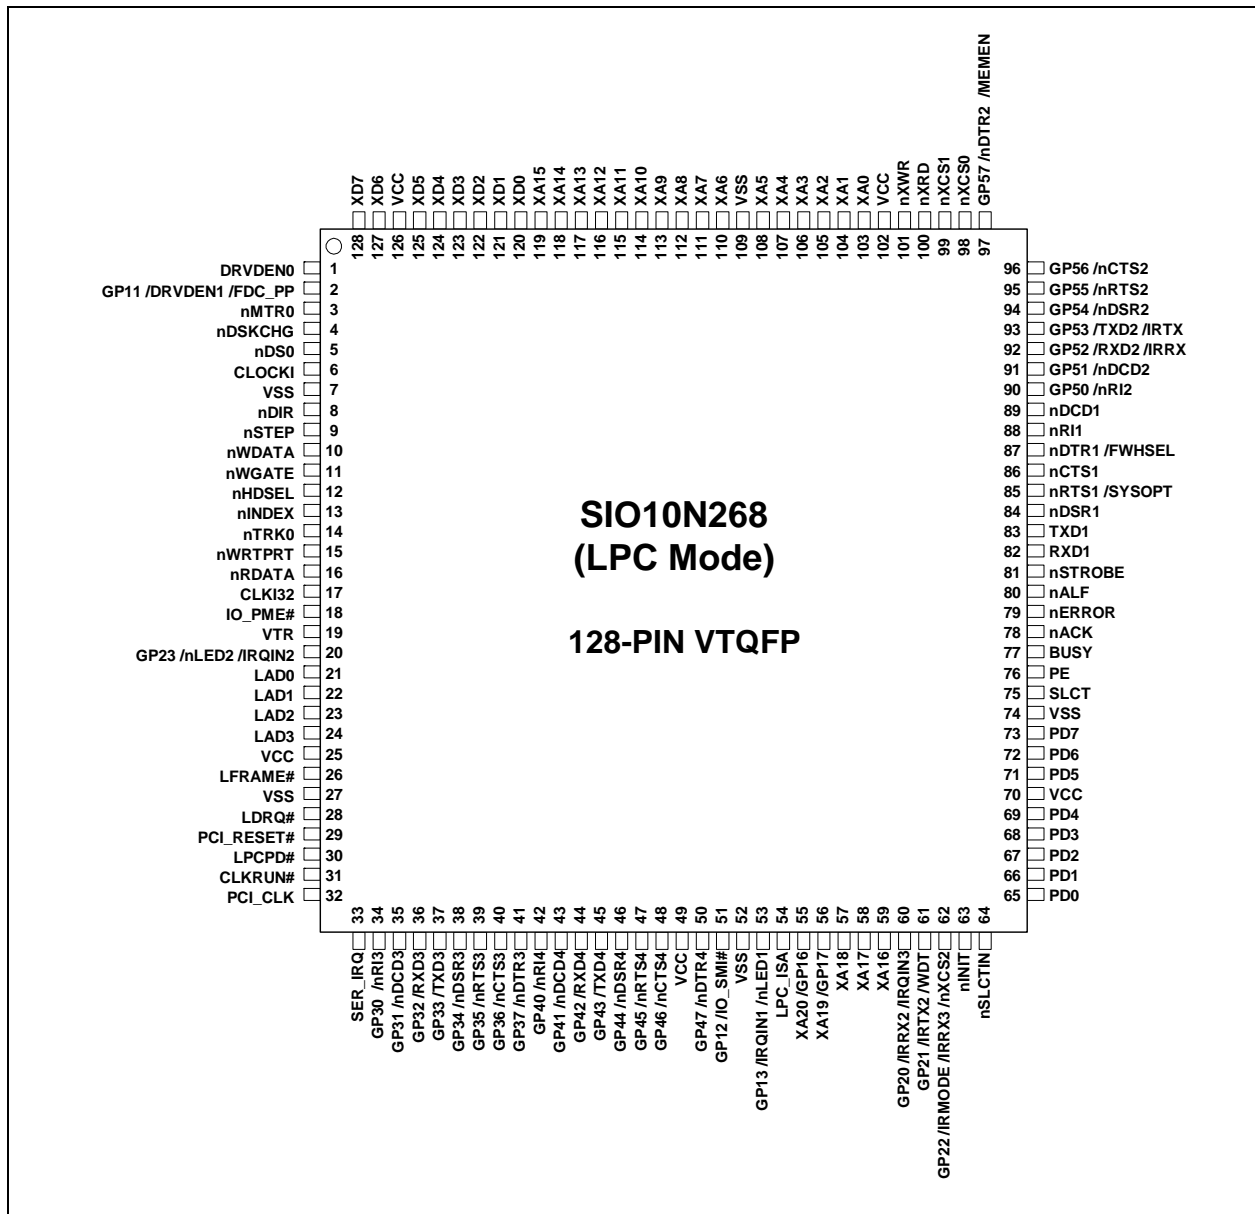 GP57 /nDTR2 /MEMEN
nXCS0
nXCS1
nXRD
nXWR
VCC
XA0
XA1
XA2
XA3
XA4
XA5
VSS
XA6
XA7
XA8
XA9
XA10
XA11
XA12
XA13
XA14
XA15
XD0
XD1
XD2
XD3
XD4
XD5
VCC
XD6
XD7
97
98
99
100
101
102
103
104
105
106
107
108
109
110
111
112
113
114
115
116
117
118
119
120
121
122
123
124
125
126
127
128
DRVDEN0 1
GP11 /DRVDEN1 /FDC_PP 2
nMTR0 3
nDSKCHG 4
nDS0 5
CLOCKI 6
VSS 7
nDIR 8
nSTEP 9
nWDATA 10
nWGATE 11
nHDSEL 12
nINDEX 13
nTRK0 14
nWRTPRT 15
nRDATA 16
CLKI32 17
IO_PME# 18
VTR 19
GP23 /nLED2 /IRQIN2 20
LAD0 21
LAD1 22
LAD2 23
LAD3 24
VCC 25
LFRAME# 26
VSS 27
LDRQ# 28
PCI_RESET# 29
LPCPD# 30
CLKRUN# 31
PCI_CLK 32
SIO10N268
(LPC Mode)
128-PIN VTQFP
96 GP56 /nCTS2
95 GP55 /nRTS2
94 GP54 /nDSR2
93 GP53 /TXD2 /IRTX
92 GP52 /RXD2 /IRRX
91 GP51 /nDCD2
90 GP50 /nRI2
89 nDCD1
88 nRI1
87 nDTR1 /FWHSEL
86 nCTS1
85 nRTS1 /SYSOPT
84 nDSR1
83 TXD1
82 RXD1
81 nSTROBE
80 nALF
79 nERROR
78 nACK
77 BUSY
76 PE
75 SLCT
74 VSS
73 PD7
72 PD6
71 PD5
70 VCC
69 PD4
68 PD3
67 PD2
66 PD1
65 PD0
33
34
35
36
37
38
39
40
41
42
43
44
45
46
47
48
49
50
51
52
53
54
55
56
57
58
59
60
61
62
63
64
SER_IRQ
GP30 /nRI3
GP31 /nDCD3
GP32 /RXD3
GP33 /TXD3
GP34 /nDSR3
GP35 /nRTS3
GP36 /nCTS3
GP37 /nDTR3
GP40 /nRI4
GP41 /nDCD4
GP42 /RXD4
GP43 /TXD4
GP44 /nDSR4
GP45 /nRTS4
GP46 /nCTS4
VCC
GP47 /nDTR4
GP12 /IO_SMI#
VSS
GP13 /IRQIN1 /nLED1
LPC_ISA
XA20 /GP16
XA19 /GP17
XA18
XA17
XA16
GP20 /IRRX2 /IRQIN3
GP21 /IRTX2 /WDT
GP22 /IRMODE /IRRX3 /nXCS2
nINIT
nSLCTIN